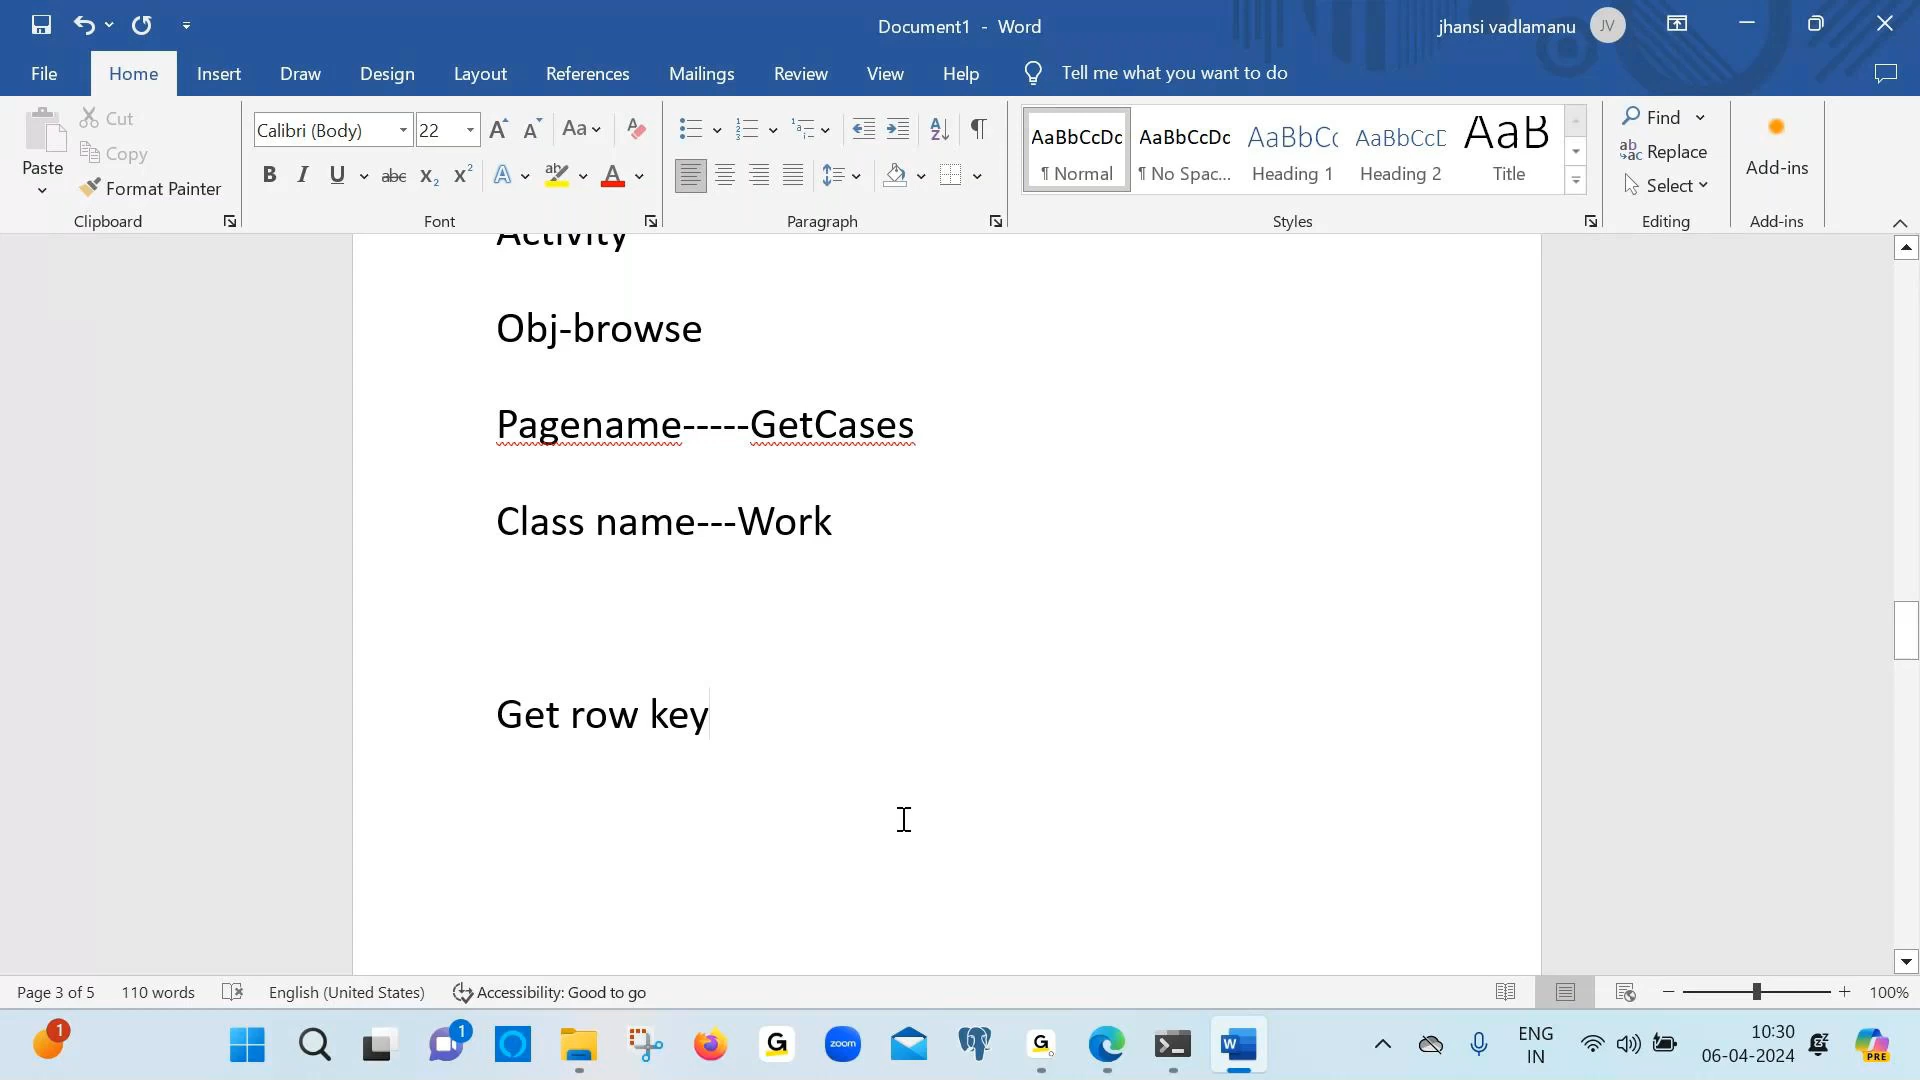 Document1 - Word
jhansi vadlamanu
JV
File Home Insert Draw Design Layout References Mailings Review View Help Tell me what you want to do
Paste
Cut
Copy
Format Painter
Clipboard
Calibri (Body) 22
Font
Paragraph
AaBbCcDc AaBbCcDc AaBbCc AaBbCcD AaB
¶ Normal ¶ No Spac... Heading 1 Heading 2 Title
Styles
Find
Replace
Select
Editing
Add-ins
Add-ins
Activity
Obj-browse
Pagename-----GetCases
Class name---Work
Get row key
Page 3 of 5 110 words English (United States) Accessibility: Good to go 100%
1
1
zoom
ENG
IN
10:30
06-04-2024
PRE